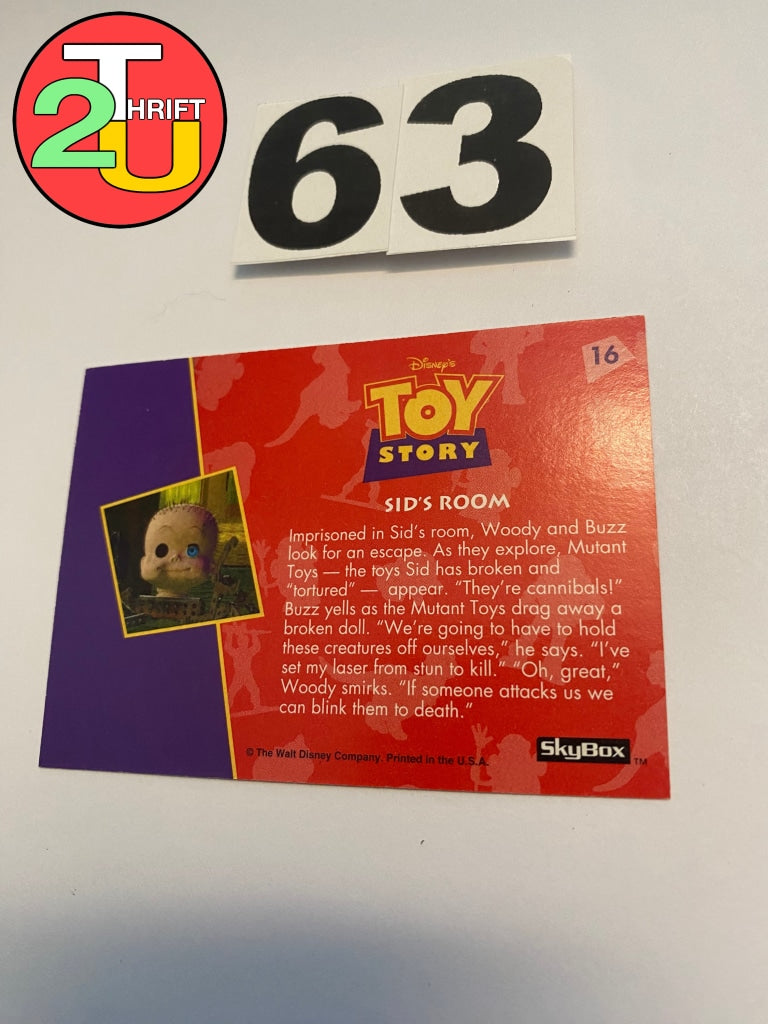 2 T HRIFT U
63
16
Disney's
TOY
STORY
SID'S ROOM
Imprisoned in Sid's room, Woody and Buzz
look for an escape. As they explore, Mutant
Toys — the toys Sid has broken and
"tortured" — appear. "They're cannibals!"
Buzz yells as the Mutant Toys drag away a
broken doll. "We're going to have to hold
these creatures off ourselves," he says. "I've
set my laser from stun to kill." "Oh, great,"
Woody smirks. "If someone attacks us we
can blink them to death."
© The Walt Disney Company. Printed in the U.S.A.
SkyBox TM